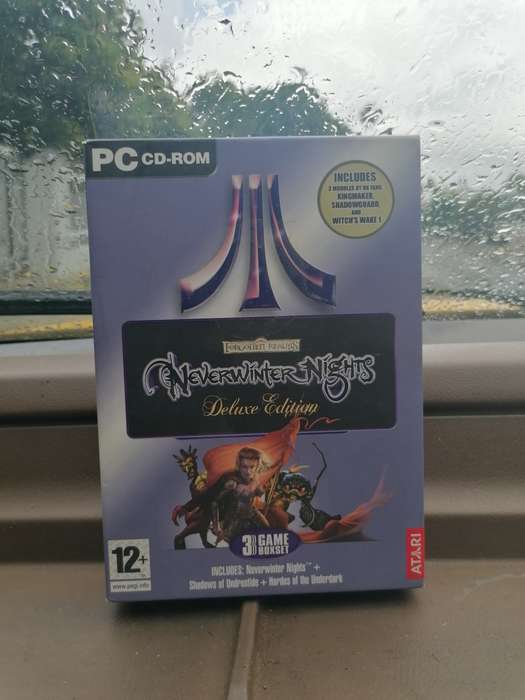 PC CD-ROM
INCLUDES
3 MODULES BY BIOWARE
KINGMAKER,
SHADOWGUARD
AND
WITCH'S WAKE 1
FORGOTTEN REALMS
NEVERWINTER NIGHTS
Deluxe Edition
3 GAME
BOXSET
12+
www.pegi.info
INCLUDES: Neverwinter Nights™ +
Shadows of Undrentide + Hordes of the Underdark
ATARI